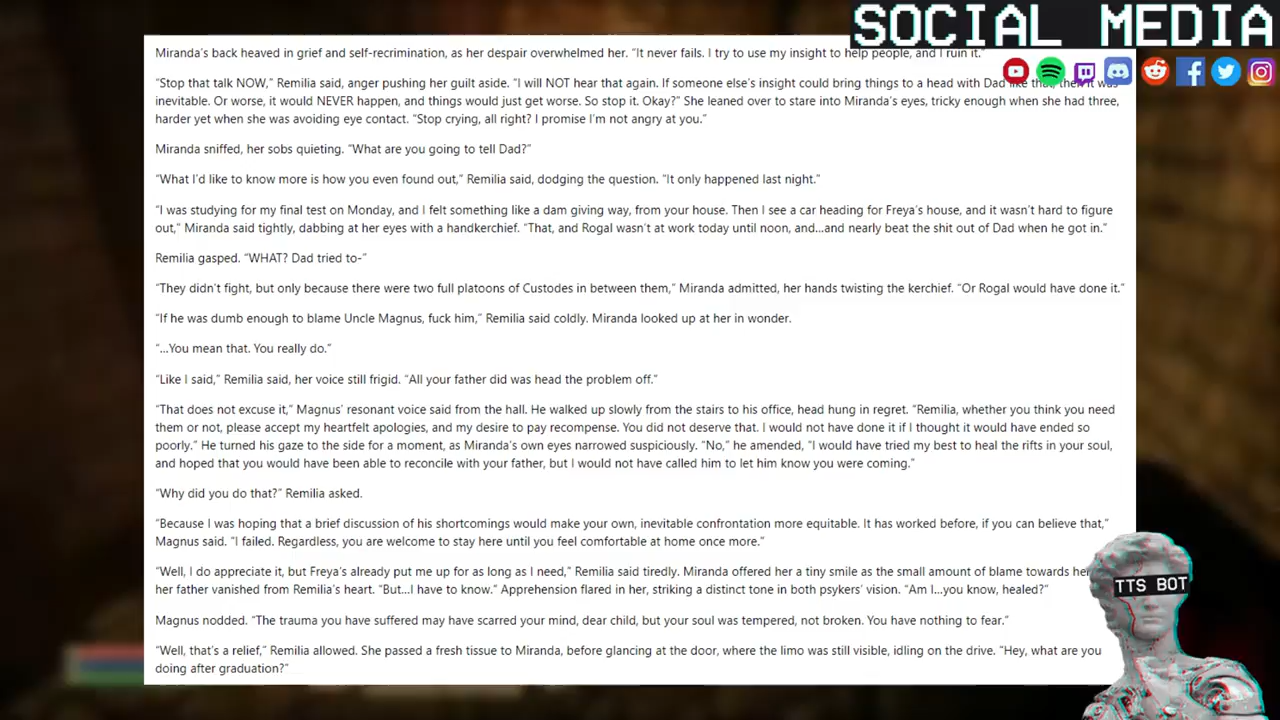 SOCIAL MEDIA
Miranda's back heaved in grief and self-recrimination, as her despair overwhelmed her. “It never fails. I try to use my insight to help people, and I ruin it.”
“Stop that talk NOW,” Remilia said, anger pushing her guilt aside. “I will NOT hear that again. If someone else's insight could bring things to a head with Dad like that, then it was
inevitable. Or worse, it would NEVER happen, and things would just get worse. So stop it. Okay?” She leaned over to stare into Miranda's eyes, tricky enough when she had three,
harder yet when she was avoiding eye contact. “Stop crying, all right? I promise I'm not angry at you.”
Miranda sniffed, her sobs quieting. “What are you going to tell Dad?”
“What I'd like to know more is how you even found out,” Remilia said, dodging the question. “It only happened last night.”
“I was studying for my final test on Monday, and I felt something like a dam giving way, from your house. Then I see a car heading for Freya's house, and it wasn't hard to figure
out,” Miranda said tightly, dabbing at her eyes with a handkerchief. “That, and Rogal wasn't at work today until noon, and…and nearly beat the shit out of Dad when he got in.”
Remilia gasped. “WHAT? Dad tried to-”
“They didn't fight, but only because there were two full platoons of Custodes in between them,” Miranda admitted, her hands twisting the kerchief. “Or Rogal would have done it.”
“If he was dumb enough to blame Uncle Magnus, fuck him,” Remilia said coldly. Miranda looked up at her in wonder.
“…You mean that. You really do.”
“Like I said,” Remilia said, her voice still frigid. “All your father did was head the problem off.”
“That does not excuse it,” Magnus' resonant voice said from the hall. He walked up slowly from the stairs to his office, head hung in regret. “Remilia, whether you think you need
them or not, please accept my heartfelt apologies, and my desire to pay recompense. You did not deserve that. I would not have done it if I thought it would have ended so
poorly.” He turned his gaze to the side for a moment, as Miranda's own eyes narrowed suspiciously. “No,” he amended, “I would have tried my best to heal the rifts in your soul,
and hoped that you would have been able to reconcile with your father, but I would not have called him to let him know you were coming.”
“Why did you do that?” Remilia asked.
“Because I was hoping that a brief discussion of his shortcomings would make your own, inevitable confrontation more equitable. It has worked before, if you can believe that,”
Magnus said. “I failed. Regardless, you are welcome to stay here until you feel comfortable at home once more.”
“Well, I do appreciate it, but Freya's already put me up for as long as I need,” Remilia said tiredly. Miranda offered her a tiny smile as the small amount of blame towards her
her father vanished from Remilia's heart. “But…I have to know.” Apprehension flared in her, striking a distinct tone in both psykers' vision. “Am I…you know, healed?”
Magnus nodded. “The trauma you have suffered may have scarred your mind, dear child, but your soul was tempered, not broken. You have nothing to fear.”
“Well, that's a relief,” Remilia allowed. She passed a fresh tissue to Miranda, before glancing at the door, where the limo was still visible, idling on the drive. “Hey, what are you
doing after graduation?”
TTS BOT